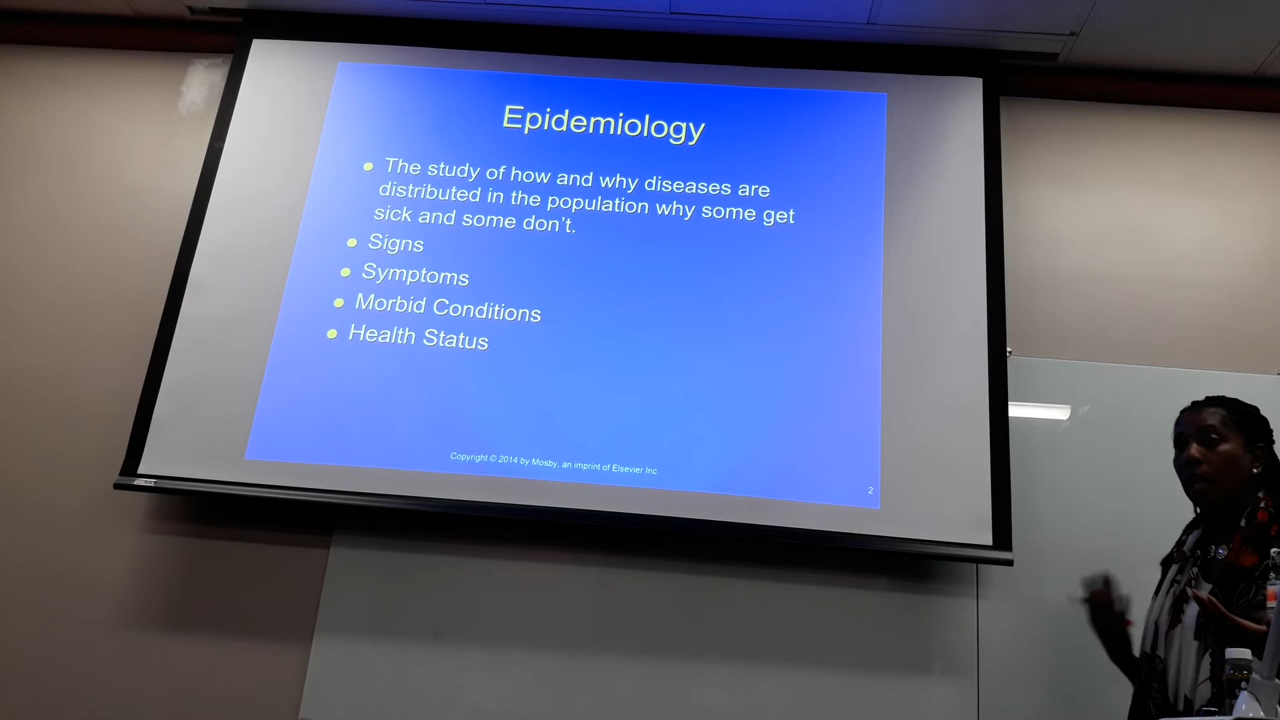 Epidemiology
The study of how and why diseases are
distributed in the population why some get
sick and some don't.
Signs
Symptoms
Morbid Conditions
Health Status
Copyright © 2014 by Mosby, an imprint of Elsevier Inc.
2